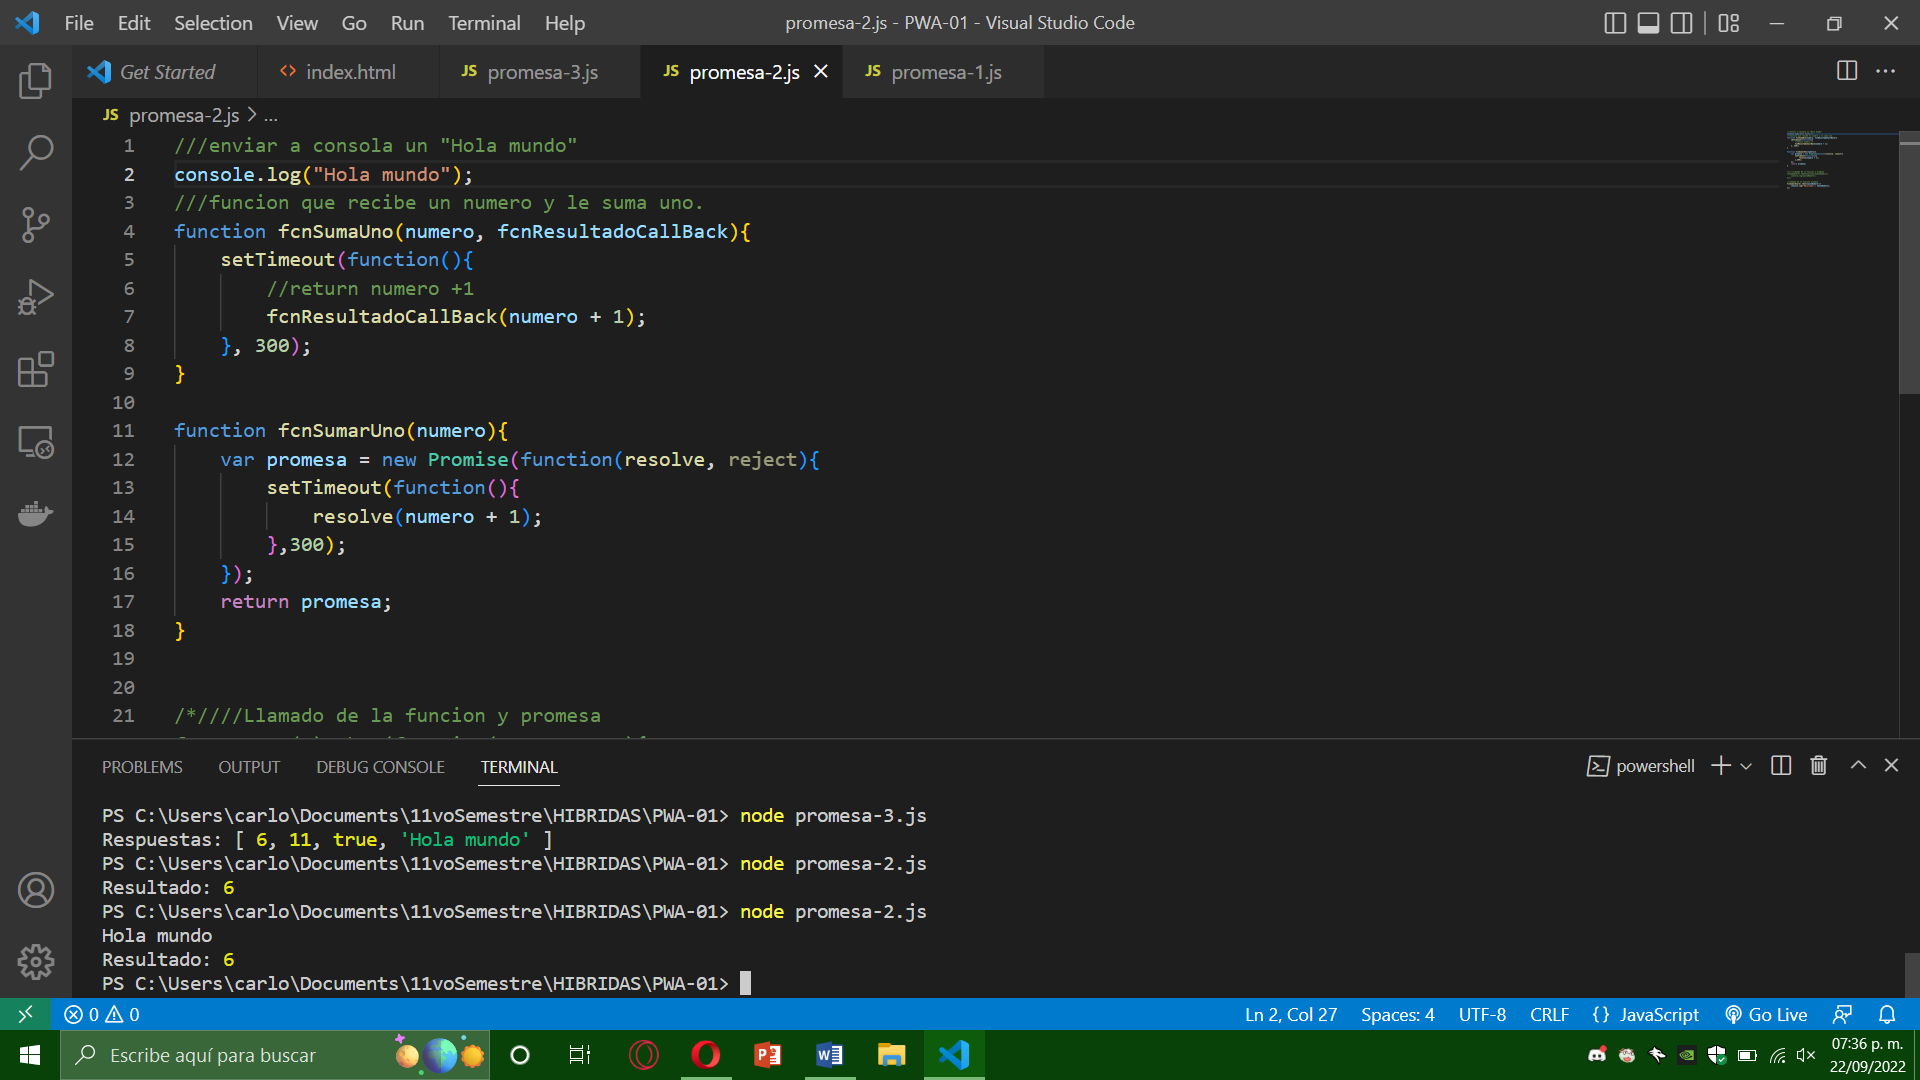 File Edit Selection View Go Run Terminal Help
promesa-2.js - PWA-01 - Visual Studio Code
Get Started
index.html
JS promesa-3.js
JS promesa-2.js
JS promesa-1.js
JS promesa-2.js > ...
1 ///enviar a consola un "Hola mundo"
2 console.log("Hola mundo");
3 ///funcion que recibe un numero y le suma uno.
4 function fcnSumaUno(numero, fcnResultadoCallBack){
5 setTimeout(function(){
6 //return numero +1
7 fcnResultadoCallBack(numero + 1);
8 }, 300);
9 }
10
11 function fcnSumarUno(numero){
12 var promesa = new Promise(function(resolve, reject){
13 setTimeout(function(){
14 resolve(numero + 1);
15 },300);
16 });
17 return promesa;
18 }
19
20
21 /*////Llamado de la funcion y promesa
PROBLEMS OUTPUT DEBUG CONSOLE TERMINAL
powershell
PS C:\Users\carlo\Documents\11voSemestre\HIBRIDAS\PWA-01> node promesa-3.js
Respuestas: [ 6, 11, true, 'Hola mundo' ]
PS C:\Users\carlo\Documents\11voSemestre\HIBRIDAS\PWA-01> node promesa-2.js
Resultado: 6
PS C:\Users\carlo\Documents\11voSemestre\HIBRIDAS\PWA-01> node promesa-2.js
Hola mundo
Resultado: 6
PS C:\Users\carlo\Documents\11voSemestre\HIBRIDAS\PWA-01>
0 0
Ln 2, Col 27 Spaces: 4 UTF-8 CRLF {} JavaScript Go Live
Escribe aquí para buscar
07:36 p. m.
22/09/2022